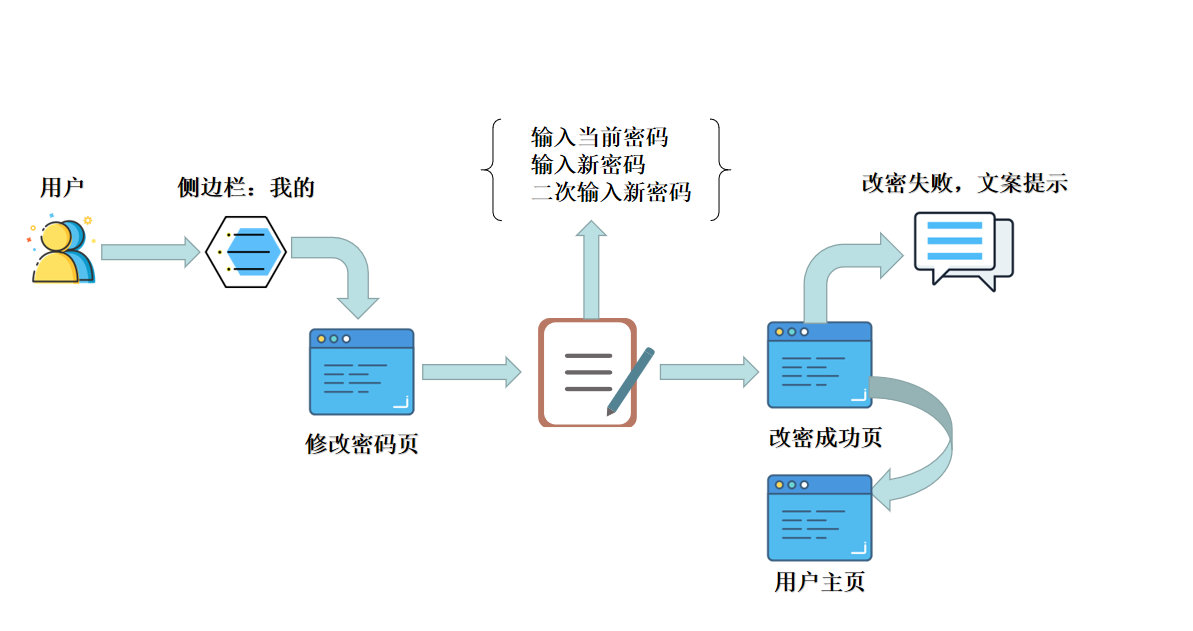 用户
侧边栏：我的
输入当前密码
输入新密码
二次输入新密码
改密失败，文案提示
修改密码页
改密成功页
用户主页